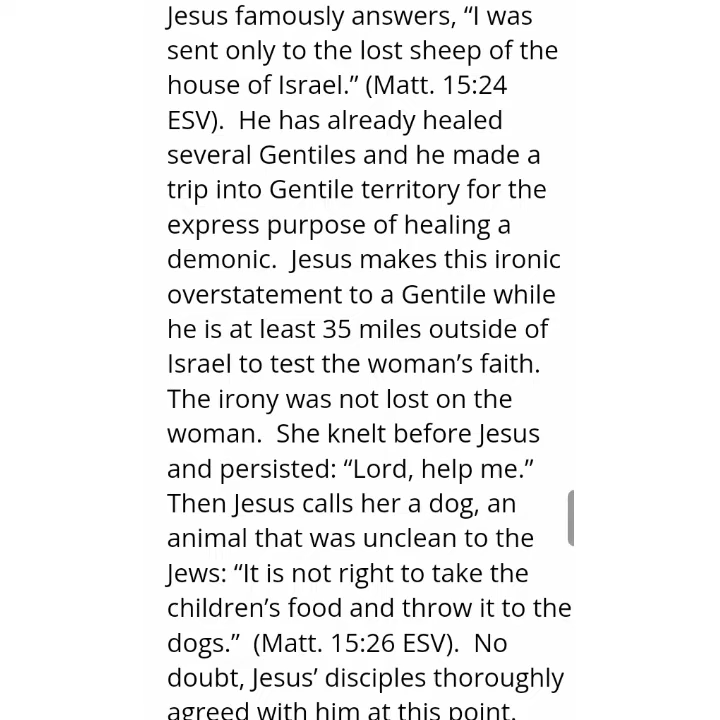 Jesus famously answers, “I was
sent only to the lost sheep of the
house of Israel.” (Matt. 15:24
ESV).  He has already healed
several Gentiles and he made a
trip into Gentile territory for the
express purpose of healing a
demonic.  Jesus makes this ironic
overstatement to a Gentile while
he is at least 35 miles outside of
Israel to test the woman’s faith.
The irony was not lost on the
woman.  She knelt before Jesus
and persisted: “Lord, help me.”
Then Jesus calls her a dog, an
animal that was unclean to the
Jews: “It is not right to take the
children’s food and throw it to the
dogs.”  (Matt. 15:26 ESV).  No
doubt, Jesus’ disciples thoroughly
agreed with him at this point.